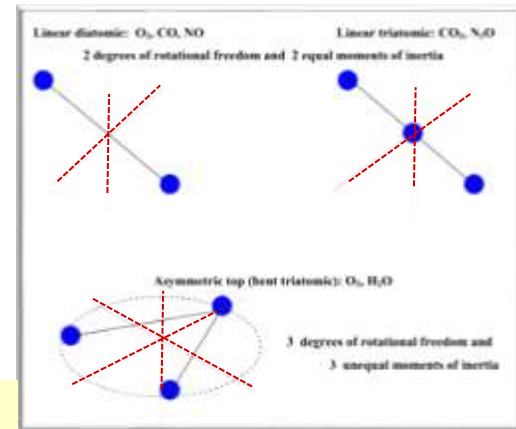 Linear diatomic: O₂, CO, NO
Linear triatomic: CO₂, N₂O
2 degrees of rotational freedom and 2 equal moments of inertia
Asymmetric top (bent triatomic): O₃, H₂O
3 degrees of rotational freedom and
3 unequal moments of inertia